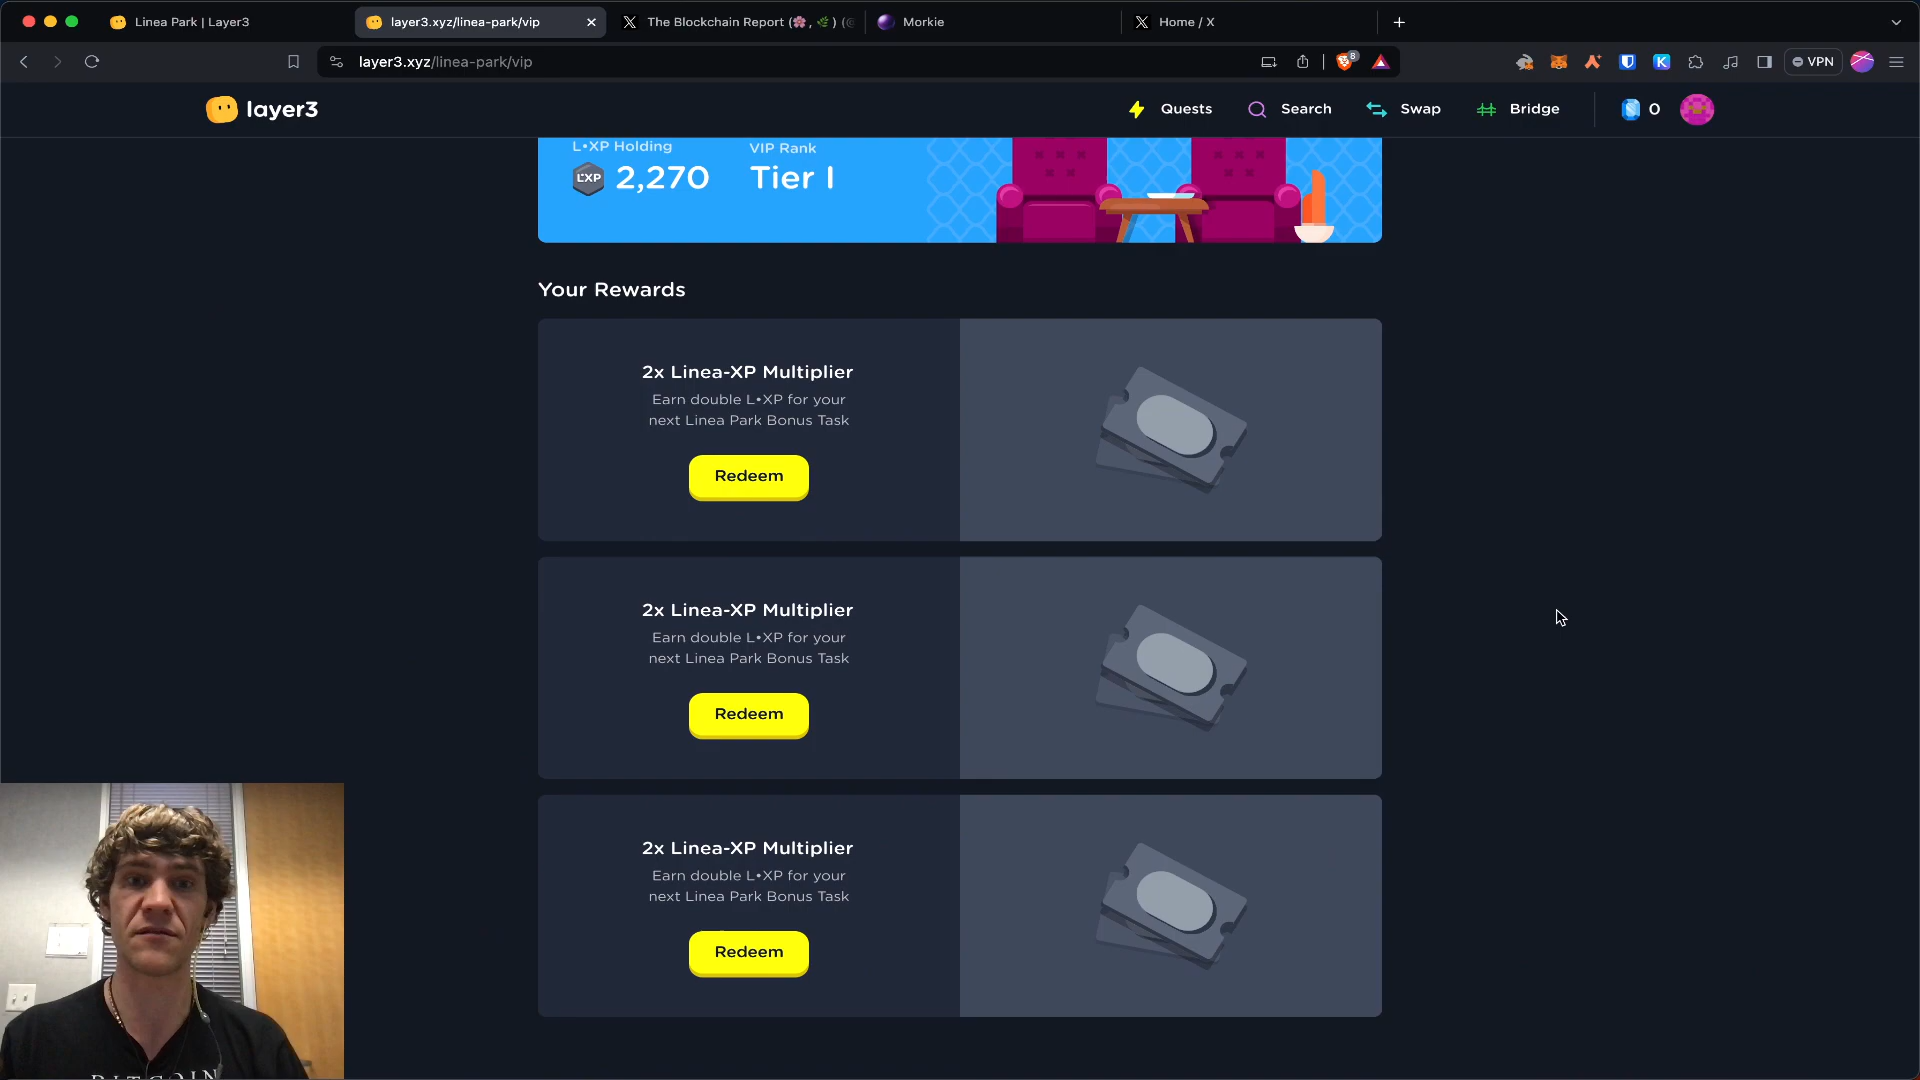 Linea Park | Layer3
layer3.xyz/linea-park/vip
The Blockchain Report (🌸, 🌿) (@
Morkie
Home / X
layer3.xyz/linea-park/vip
8
VPN
layer3
Quests
Search
Swap
Bridge
0
L•XP Holding
VIP Rank
LXP
2,270
Tier I
Your Rewards
2x Linea-XP Multiplier
Earn double L•XP for your
next Linea Park Bonus Task
Redeem
2x Linea-XP Multiplier
Earn double L•XP for your
next Linea Park Bonus Task
Redeem
2x Linea-XP Multiplier
Earn double L•XP for your
next Linea Park Bonus Task
Redeem
BITCOIN